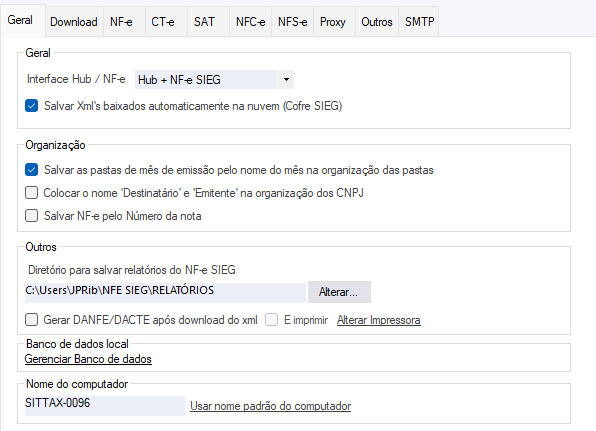 Geral Download NF-e CT-e SAT NFC-e NFS-e Proxy Outros SMTP
Geral
Interface Hub / NF-e Hub + NF-e SIEG
Salvar Xml's baixados automaticamente na nuvem (Cofre SIEG)
Organização
Salvar as pastas de mês de emissão pelo nome do mês na organização das pastas
Colocar o nome 'Destinatário' e 'Emitente' na organização dos CNPJ
Salvar NF-e pelo Número da nota
Outros
Diretório para salvar relatórios do NF-e SIEG
C:\Users\JPRib\NFE SIEG\RELATÓRIOS Alterar...
Gerar DANFE/DACTE após download do xml E imprimir Alterar Impressora
Banco de dados local
Gerenciar Banco de dados
Nome do computador
SITTAX-0096 Usar nome padrão do computador